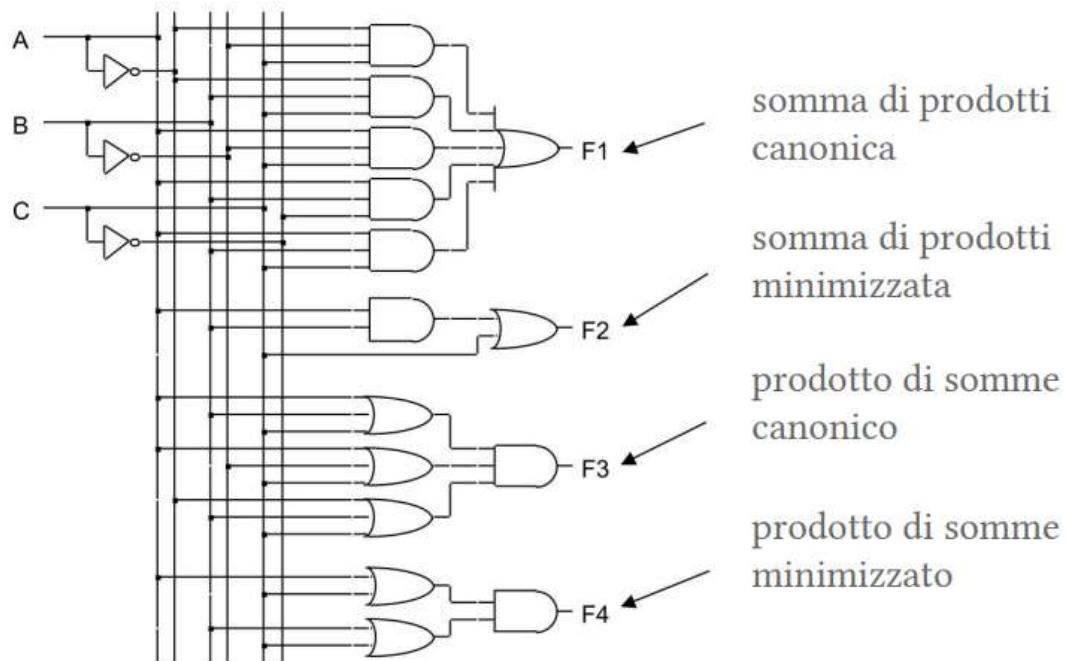 A
B
C
F1
somma di prodotti
canonica
F2
somma di prodotti
minimizzata
F3
prodotto di somme
canonico
F4
prodotto di somme
minimizzato